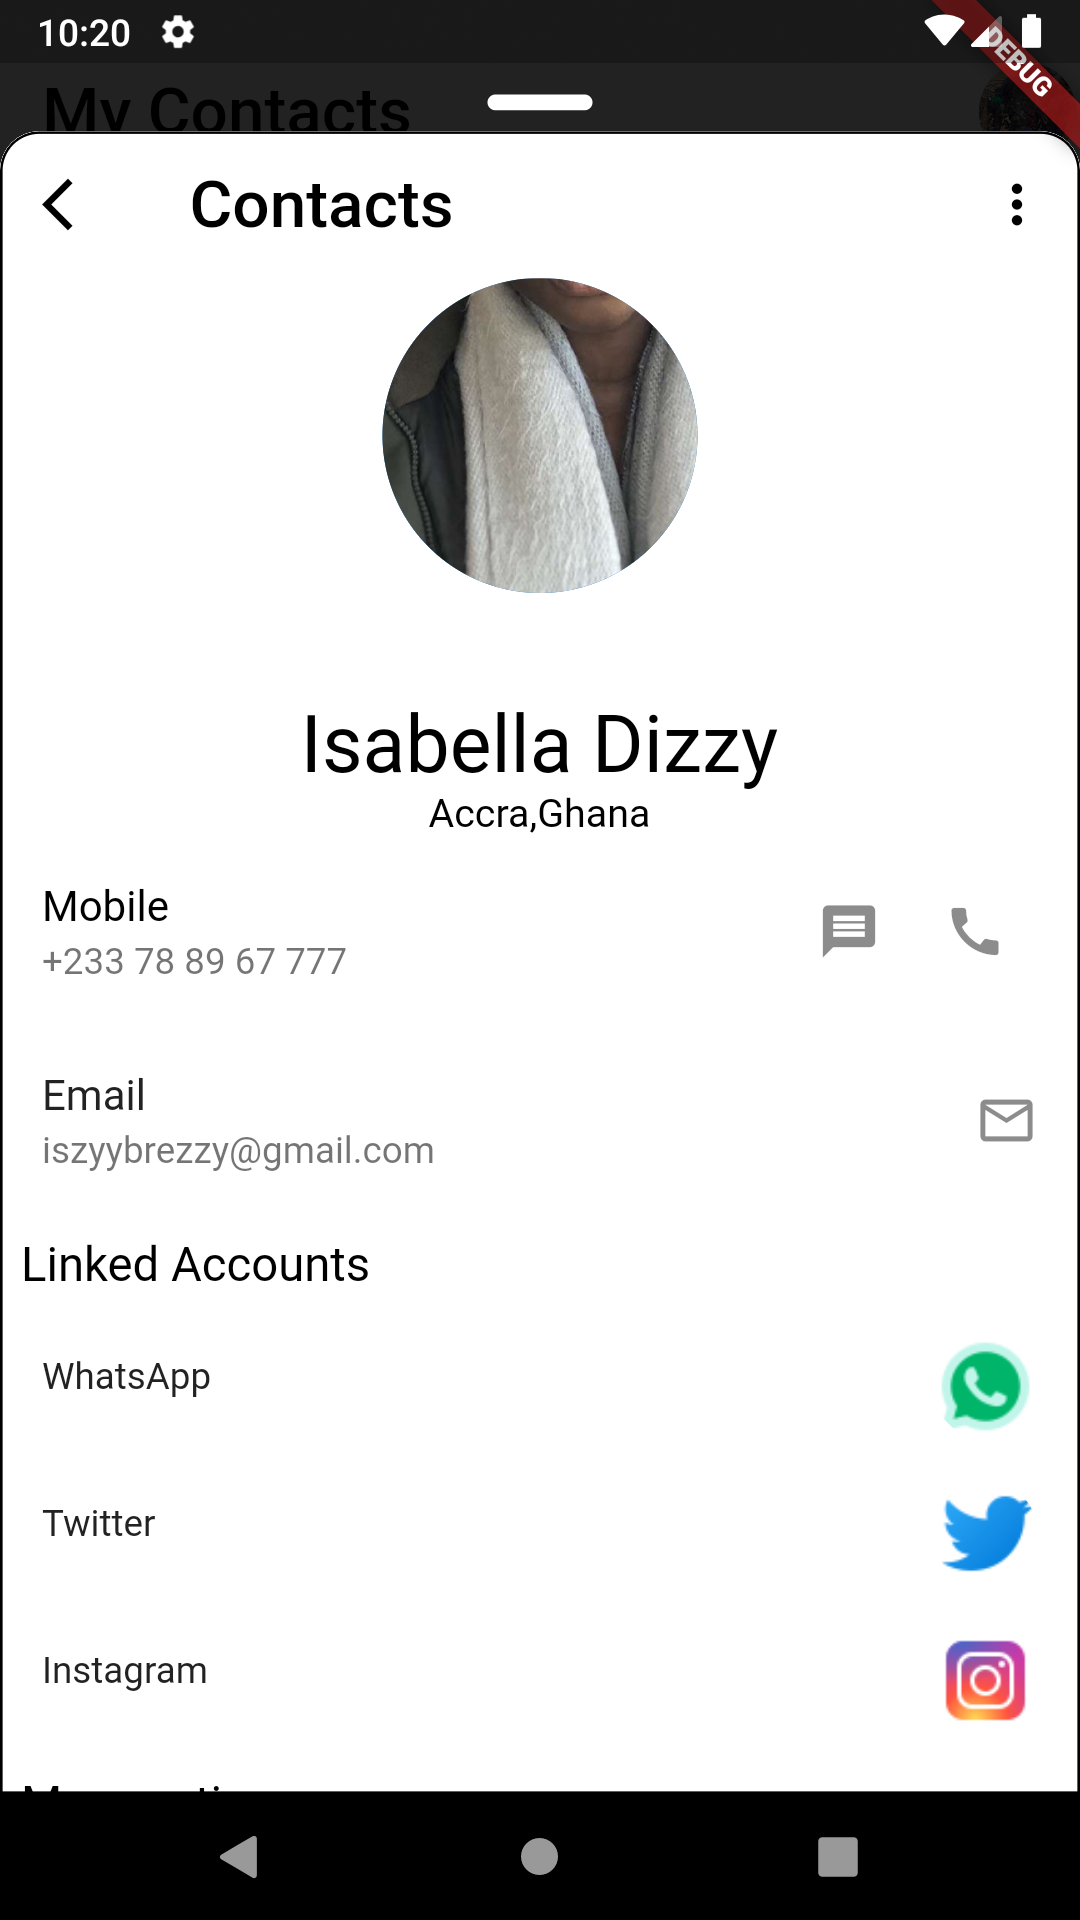 10:20
DEBUG
My Contacts
Contacts
Isabella Dizzy
Accra,Ghana
Mobile
+233 78 89 67 777
Email
iszyybrezzy@gmail.com
Linked Accounts
WhatsApp
Twitter
Instagram